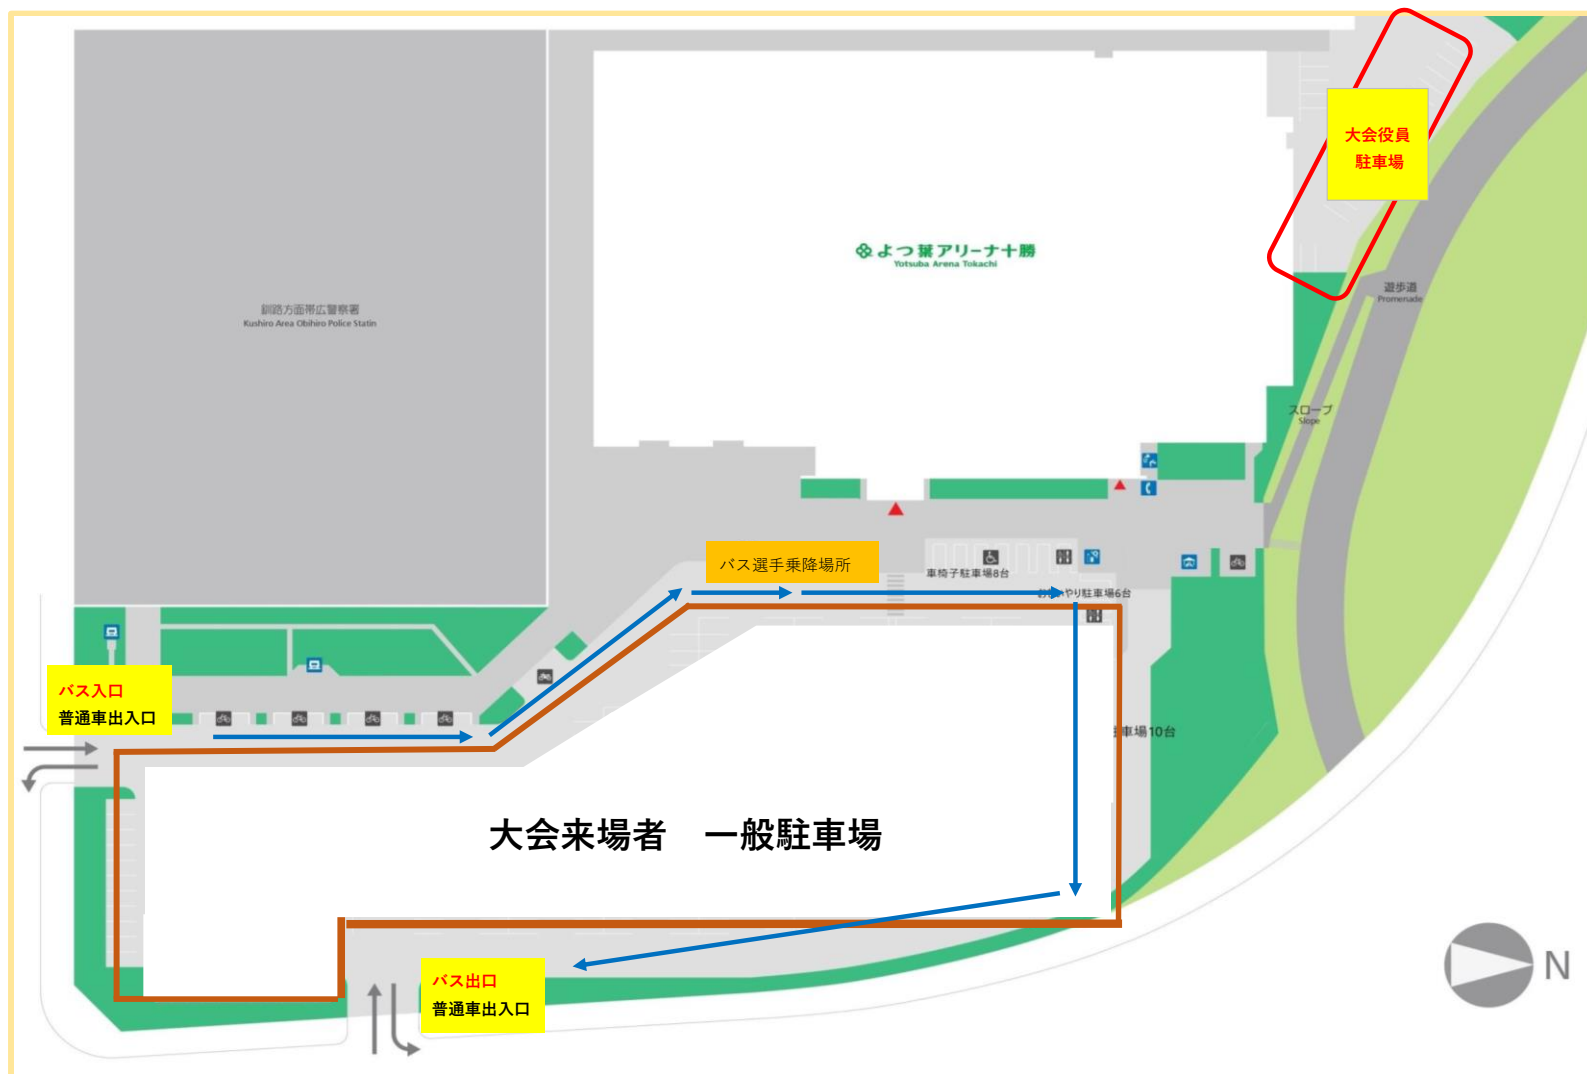 大会役員
駐車場
よつ葉アリーナ十勝
Yotsuba Arena Tokachi
遊歩道
Promenade
釧路方面帯広警察署
Kushiro Area Obihiro Police Statin
スロープ
Slope
バス選手乗降場所
車椅子駐車場8台
やり駐車場6台
バス入口
普通車出入口
車場10台
大会来場者 一般駐車場
バス出口
普通車出入口
N